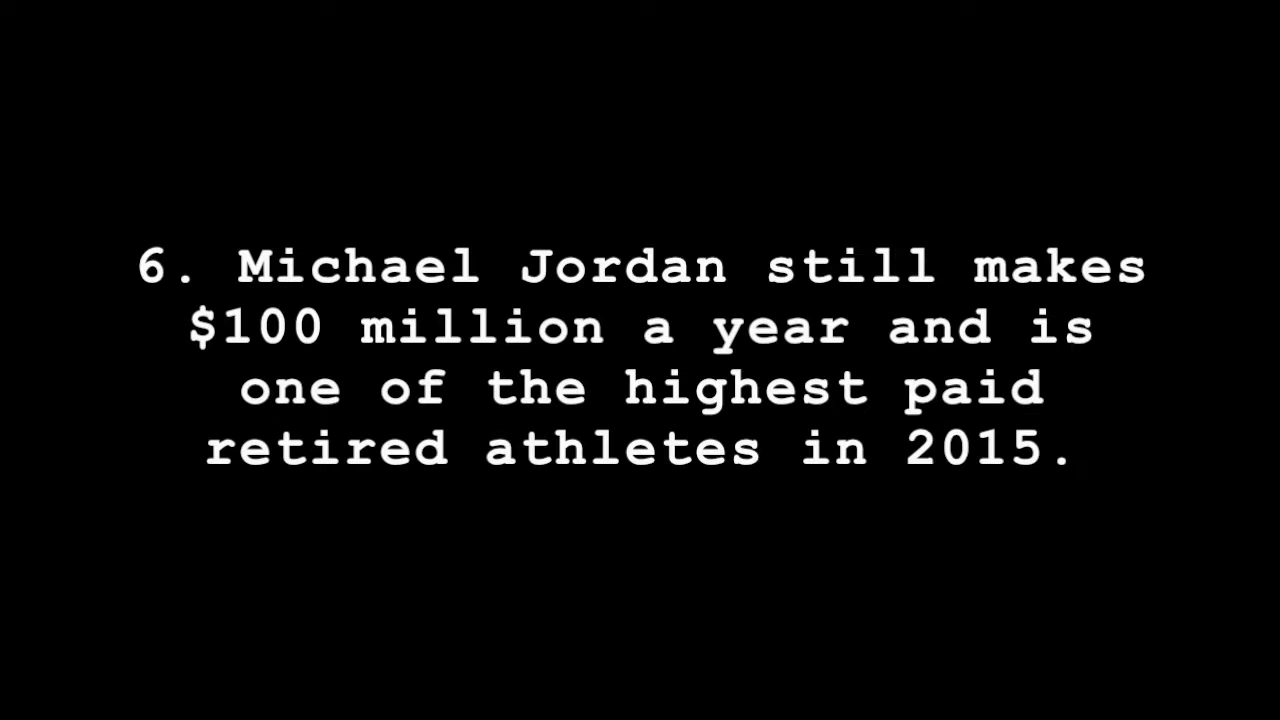 6. Michael Jordan still makes
$100 million a year and is
one of the highest paid
retired athletes in 2015.